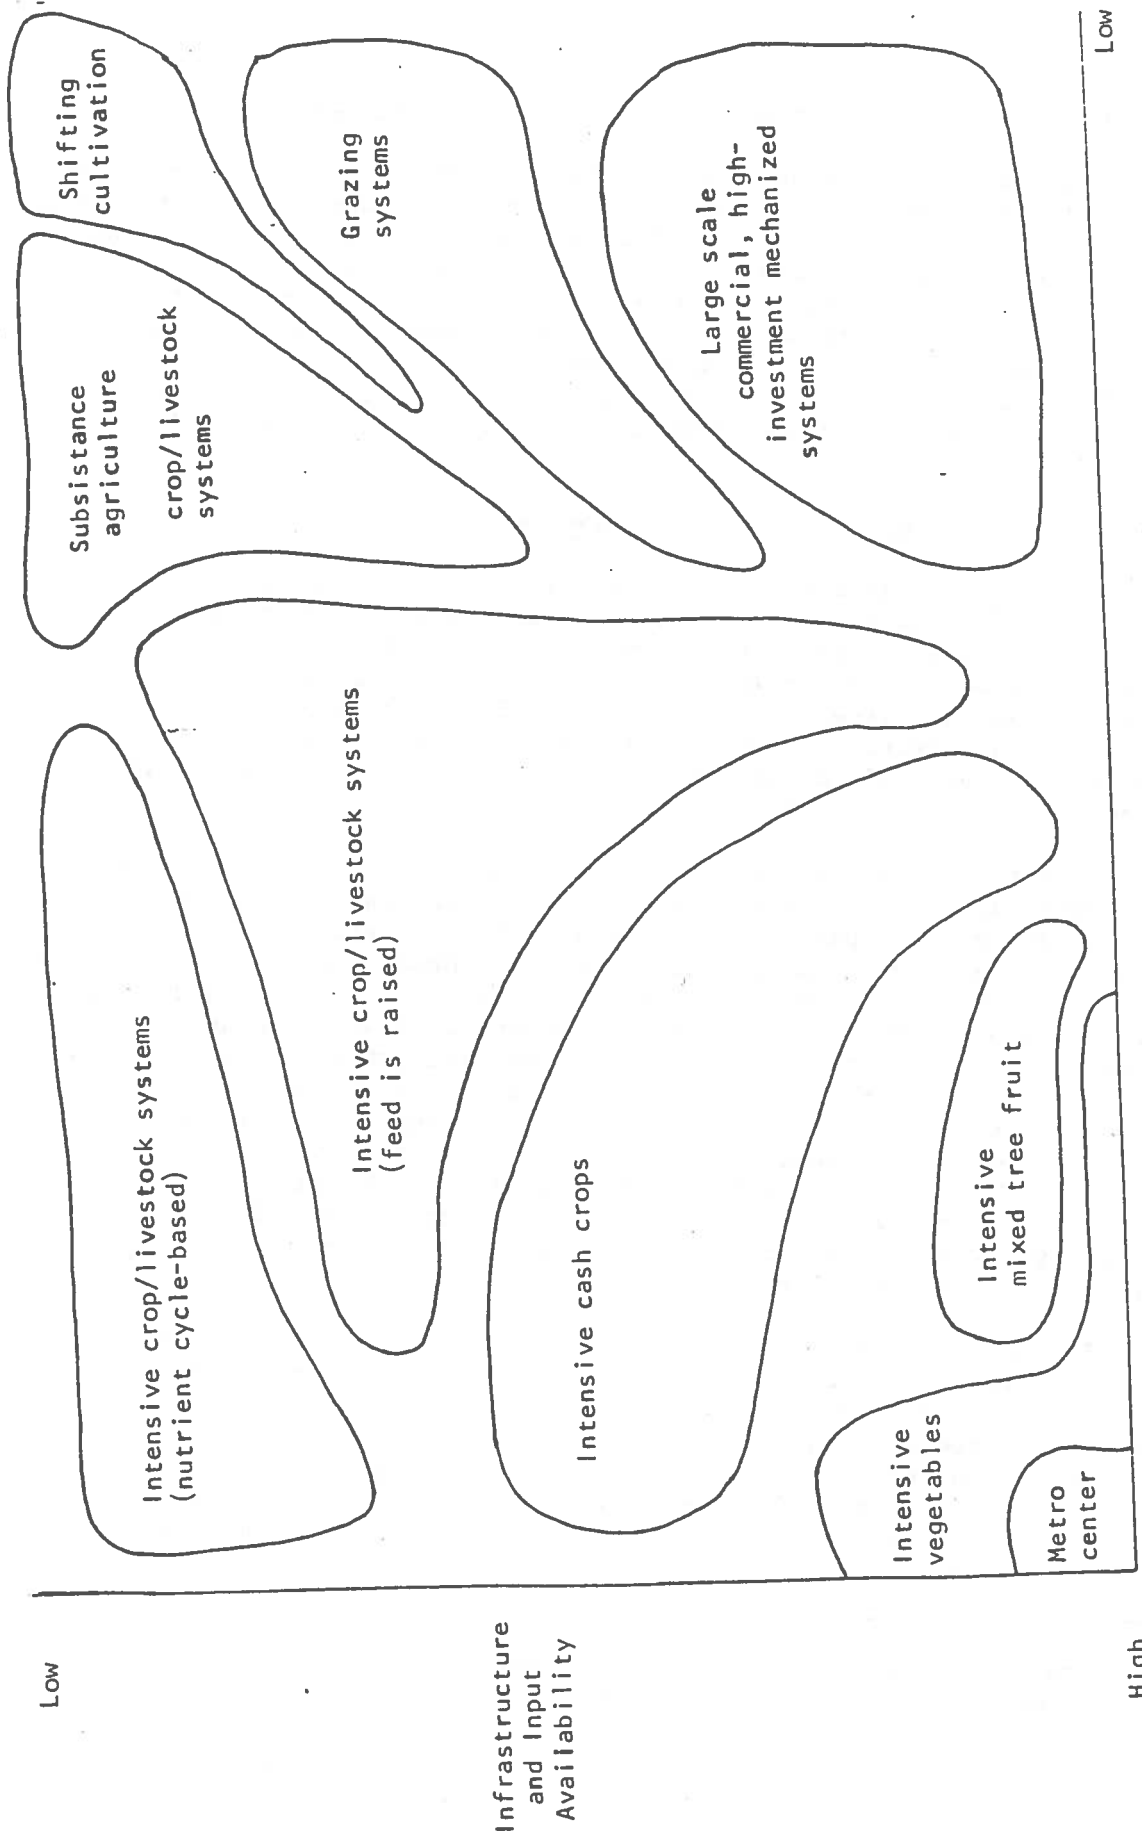 Low
Intensive crop/livestock systems
(nutrient cycle-based)
Subsistance
agriculture
crop/livestock
systems
Shifting
cultivation
Intensive crop/livestock systems
(feed is raised)
Grazing
systems
Infrastructure
and Input
Availability
Intensive cash crops
Large scale
commercial, high-
investment mechanized
systems
Intensive
vegetables
Intensive
mixed tree fruit
Metro
center
High
Low